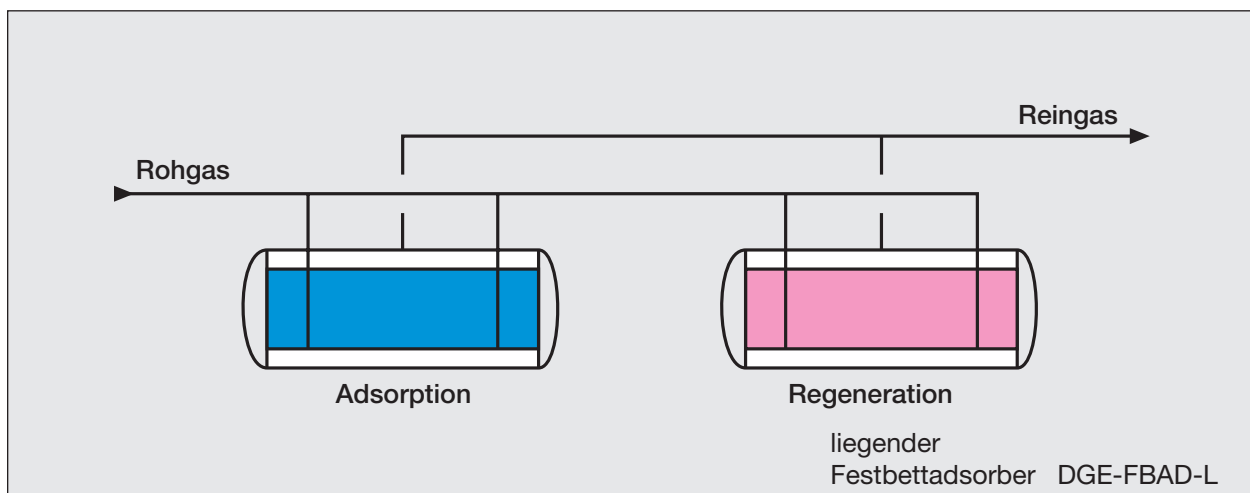 Reingas
Rohgas
Adsorption
Regeneration
liegender
Festbettadsorber DGE-FBAD-L